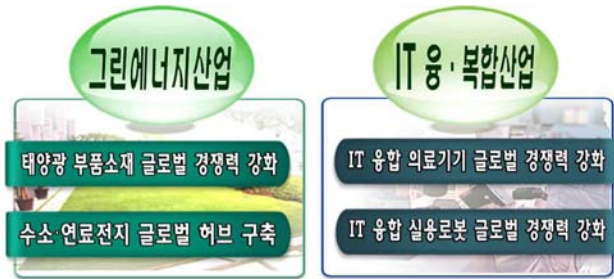 그린에너지산업
태양광 부품소재 글로벌 경쟁력 강화
수소·연료전지 글로벌 허브 구축
IT 융·복합산업
IT 융합 의료기기 글로벌 경쟁력 강화
IT 융합 실용로봇 글로벌 경쟁력 강화